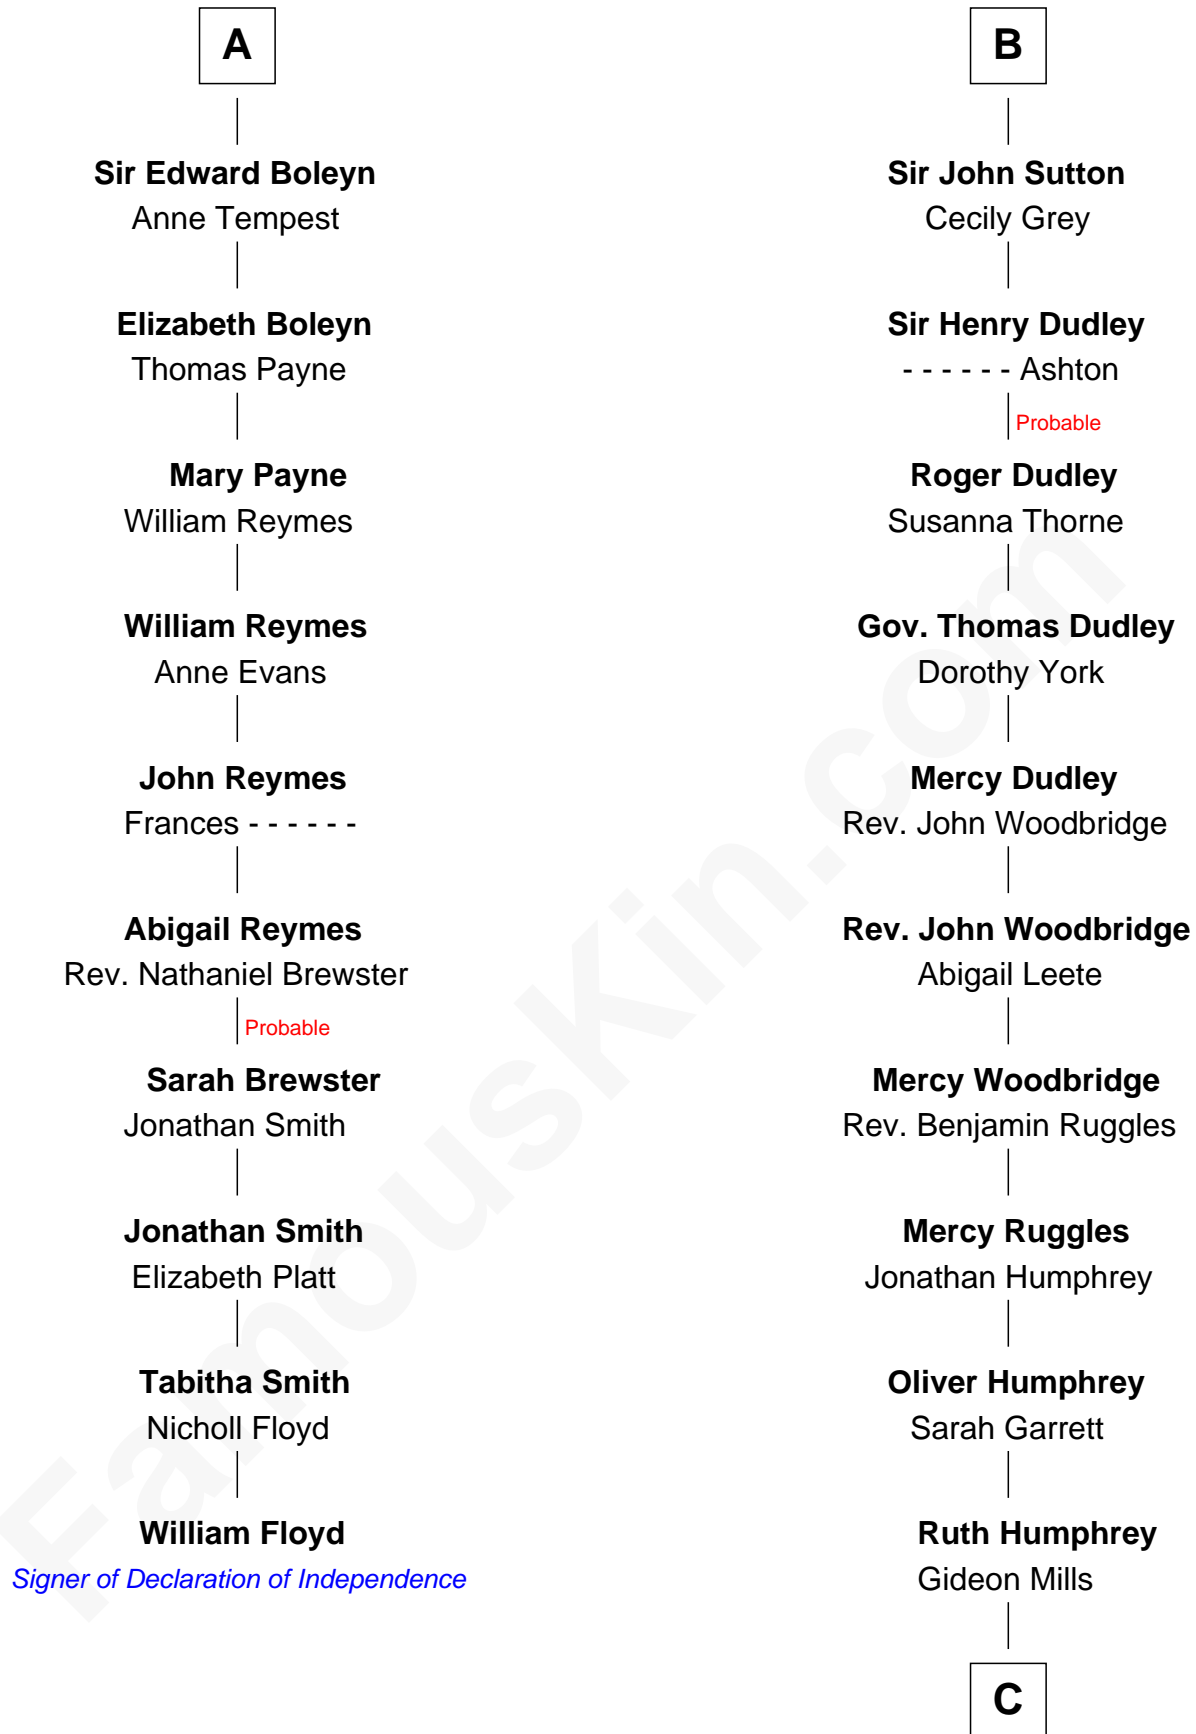 A
Sir Edward Boleyn
Anne Tempest
Elizabeth Boleyn
Thomas Payne
Mary Payne
William Reymes
William Reymes
Anne Evans
John Reymes
Frances - - - - - -
Abigail Reymes
Rev. Nathaniel Brewster
Probable
Sarah Brewster
Jonathan Smith
Jonathan Smith
Elizabeth Platt
Tabitha Smith
Nicholl Floyd
William Floyd
Signer of Declaration of Independence
B
Sir John Sutton
Cecily Grey
Sir Henry Dudley
- - - - - - Ashton
Probable
Roger Dudley
Susanna Thorne
Gov. Thomas Dudley
Dorothy York
Mercy Dudley
Rev. John Woodbridge
Rev. John Woodbridge
Abigail Leete
Mercy Woodbridge
Rev. Benjamin Ruggles
Mercy Ruggles
Jonathan Humphrey
Oliver Humphrey
Sarah Garrett
Ruth Humphrey
Gideon Mills
C
FamousKin.com